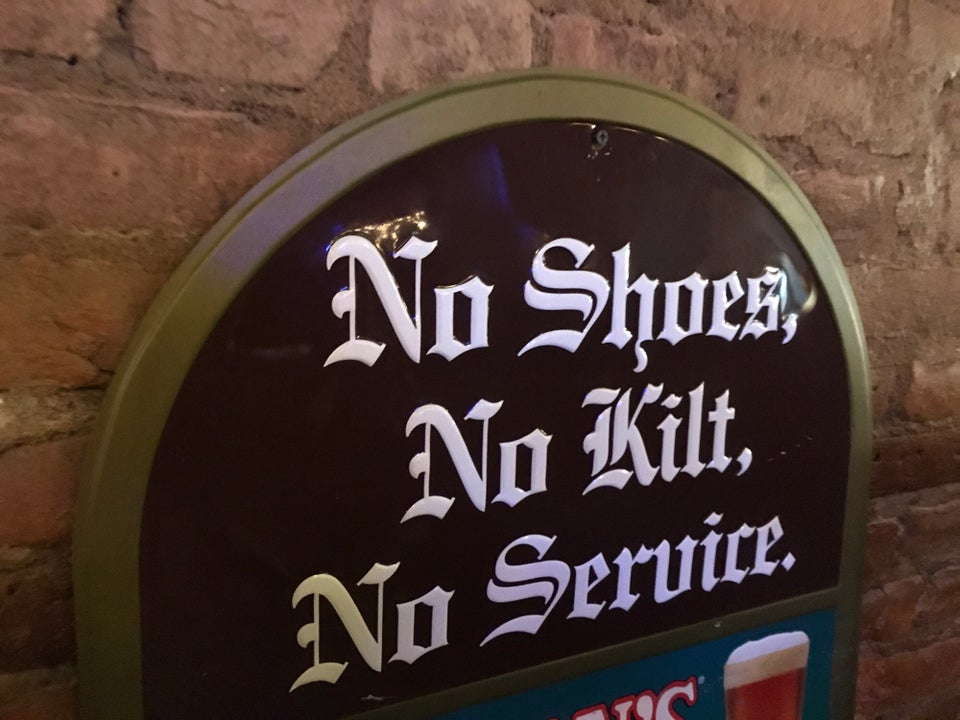 No Shoes,
No Kilt,
No Service.